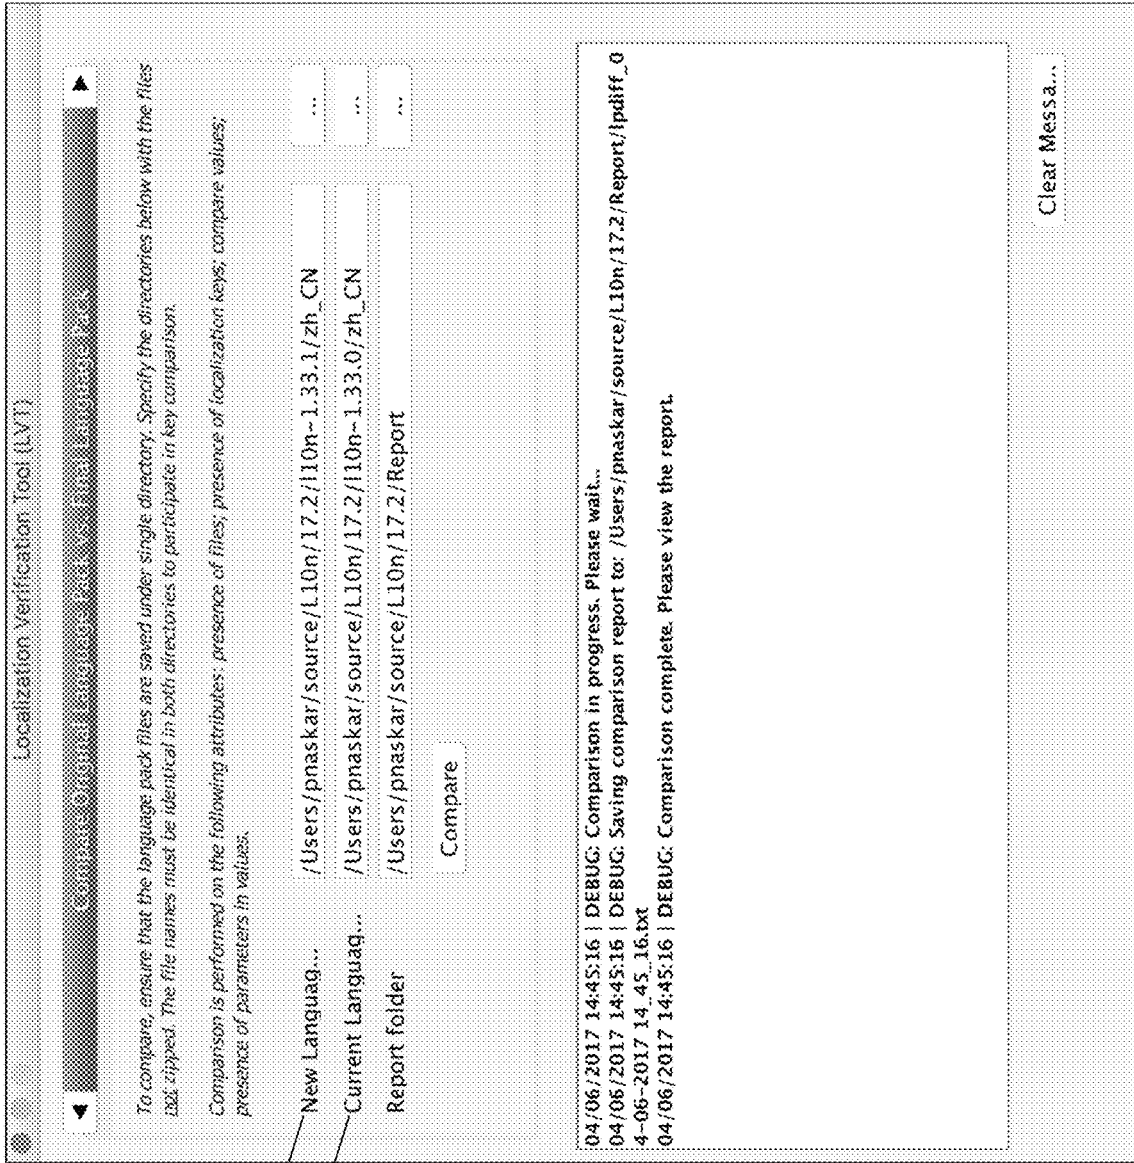 Localization Verification Tool (LVT)
To compare, ensure that the language pack files are saved under single directory. Specify the directories below with the files
not zipped. The file names must be identical in both directories to participate in key comparison.
Comparison is performed on the following attributes: presence of files; presence of localization keys; compare values;
presence of parameters in values.
New Languag... /Users/pnaskar/source/L10n/17.2/l10n-1.33.1/zh_CN ...
Current Languag... /Users/pnaskar/source/L10n/17.2/l10n-1.33.0/zh_CN ...
Report folder /Users/pnaskar/source/L10n/17.2/Report ...
Compare
04/06/2017 14:45:16 | DEBUG: Comparison in progress. Please wait...
04/06/2017 14:45:16 | DEBUG: Saving comparison report to: /Users/pnaskar/source/L10n/17.2/Report/lpdiff_0
4-06-2017 14_45_16.txt
04/06/2017 14:45:16 | DEBUG: Comparison complete. Please view the report.
Clear Messa...